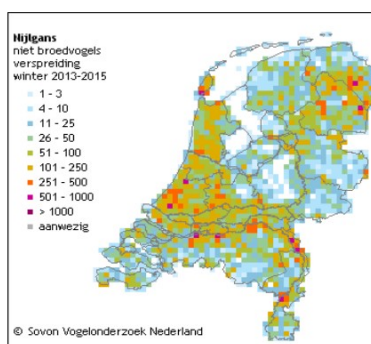 Nijlgans
niet broedvogels
verspreiding
winter 2013-2015
1 - 3
4 - 10
11 - 25
26 - 50
51 - 100
101 - 250
251 - 500
501 - 1000
> 1000
aanwezig
© Sovon Vogelonderzoek Nederland